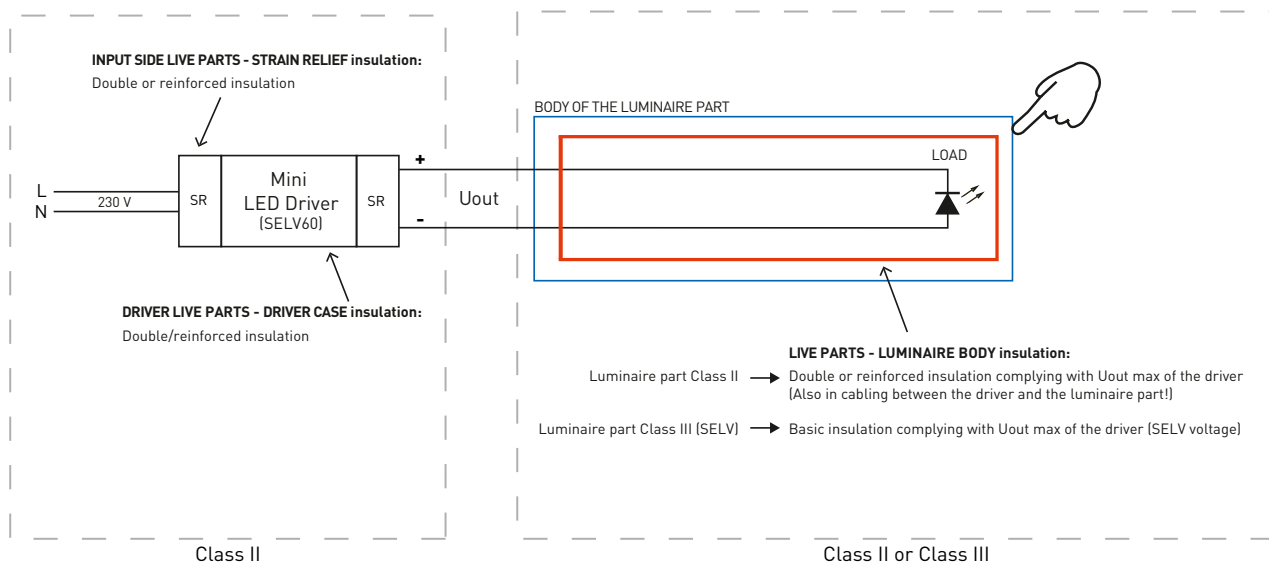 INPUT SIDE LIVE PARTS - STRAIN RELIEF insulation:
Double or reinforced insulation
L
N
230 V
SR
Mini
LED Driver
(SELV60)
SR
+
-
Uout
DRIVER LIVE PARTS - DRIVER CASE insulation:
Double/reinforced insulation
Class II
BODY OF THE LUMINAIRE PART
LOAD
LIVE PARTS - LUMINAIRE BODY insulation:
Luminaire part Class II
Double or reinforced insulation complying with Uout max of the driver
(Also in cabling between the driver and the luminaire part!)
Luminaire part Class III (SELV)
Basic insulation complying with Uout max of the driver (SELV voltage)
Class II or Class III